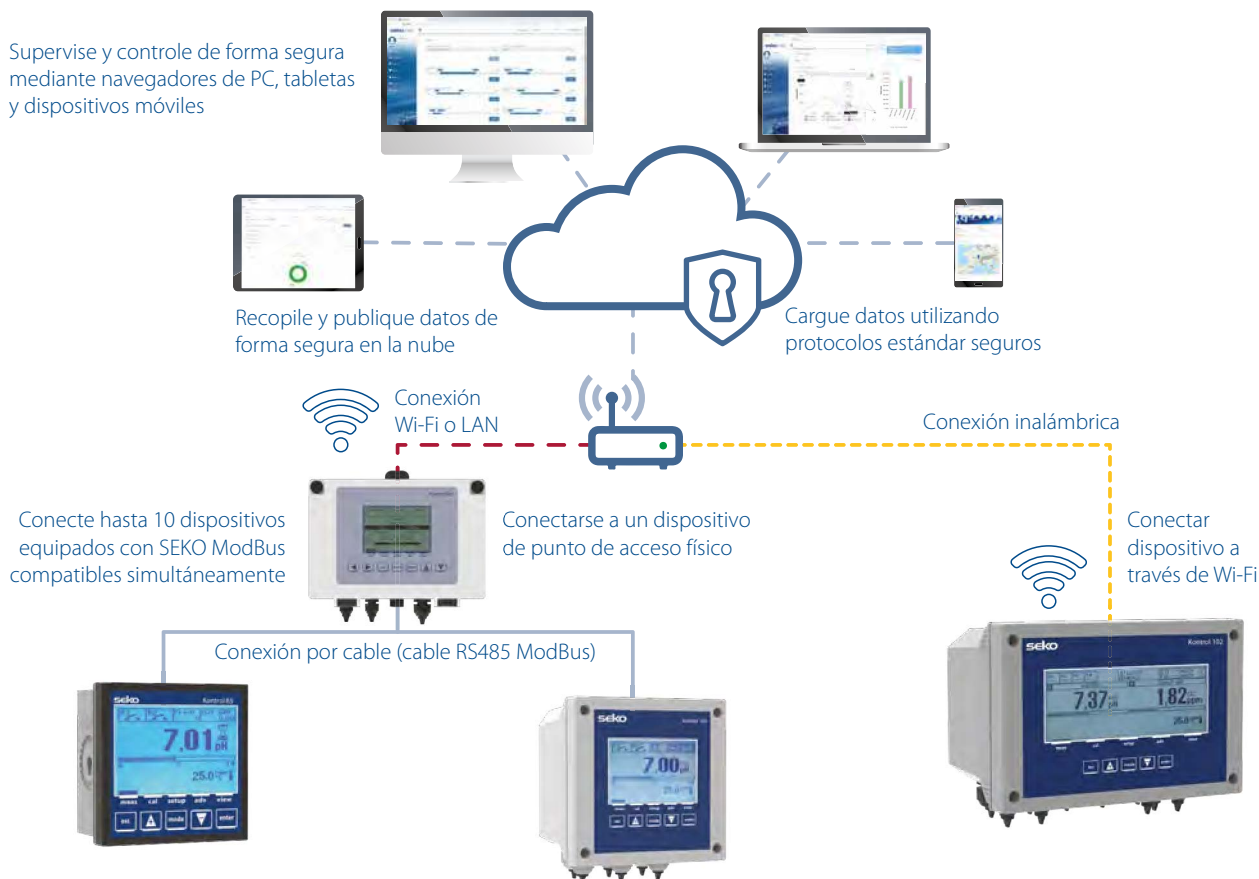 Supervise y controle de forma segura
mediante navegadores de PC, tabletas
y dispositivos móviles
Recopile y publique datos de
forma segura en la nube
Cargue datos utilizando
protocolos estándar seguros
Conexión
Wi-Fi o LAN
Conexión inalámbrica
Conecte hasta 10 dispositivos
equipados con SEKO ModBus
compatibles simultáneamente
Conectarse a un dispositivo
de punto de acceso físico
Conectar
dispositivo a
través de Wi-Fi
Conexión por cable (cable RS485 ModBus)
seko
7,01 pH
25.0
meas cal setup adv view
esc mode enter
seko
7,00 pH
seko Kontrol 102
7,37 pH 1,82 ppm
25.0